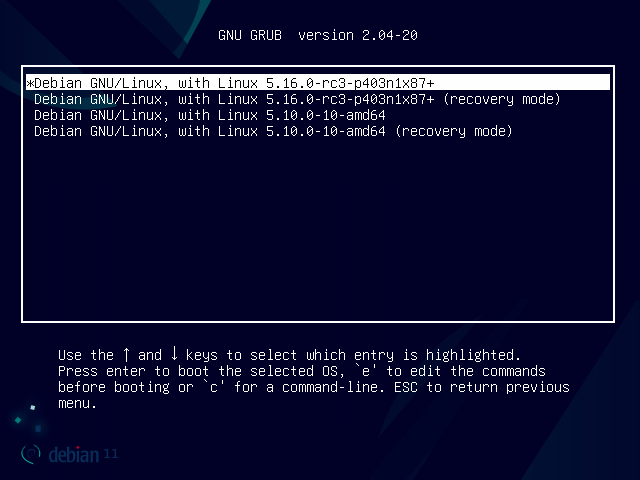 GNU GRUB  version 2.04-20
*Debian GNU/Linux, with Linux 5.16.0-rc3-p403n1x87+
Debian GNU/Linux, with Linux 5.16.0-rc3-p403n1x87+ (recovery mode)
Debian GNU/Linux, with Linux 5.10.0-10-amd64
Debian GNU/Linux, with Linux 5.10.0-10-amd64 (recovery mode)
Use the ↑ and ↓ keys to select which entry is highlighted.
Press enter to boot the selected OS, `e' to edit the commands
before booting or `c' for a command-line. ESC to return previous
menu.
debian 11